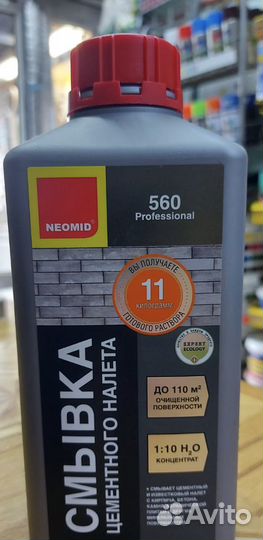 NEOMID
560
Professional
ВЫ ПОЛУЧАЕТЕ
11
КИЛОГРАММ
ГОТОВОГО РАСТВОРА
СМЫВКА
ЦЕМЕНТНОГО НАЛЕТА
EXPERT
ECOLOGY
ДО 110 м²
ОЧИЩЕННОЙ
ПОВЕРХНОСТИ
1:10 H₂O
КОНЦЕНТРАТ
СМЫВАЕТ ЦЕМЕНТНЫЙ
И ИЗВЕСТКОВЫЙ НАЛЕТ
С КИРПИЧА, БЕТОНА,
Avito